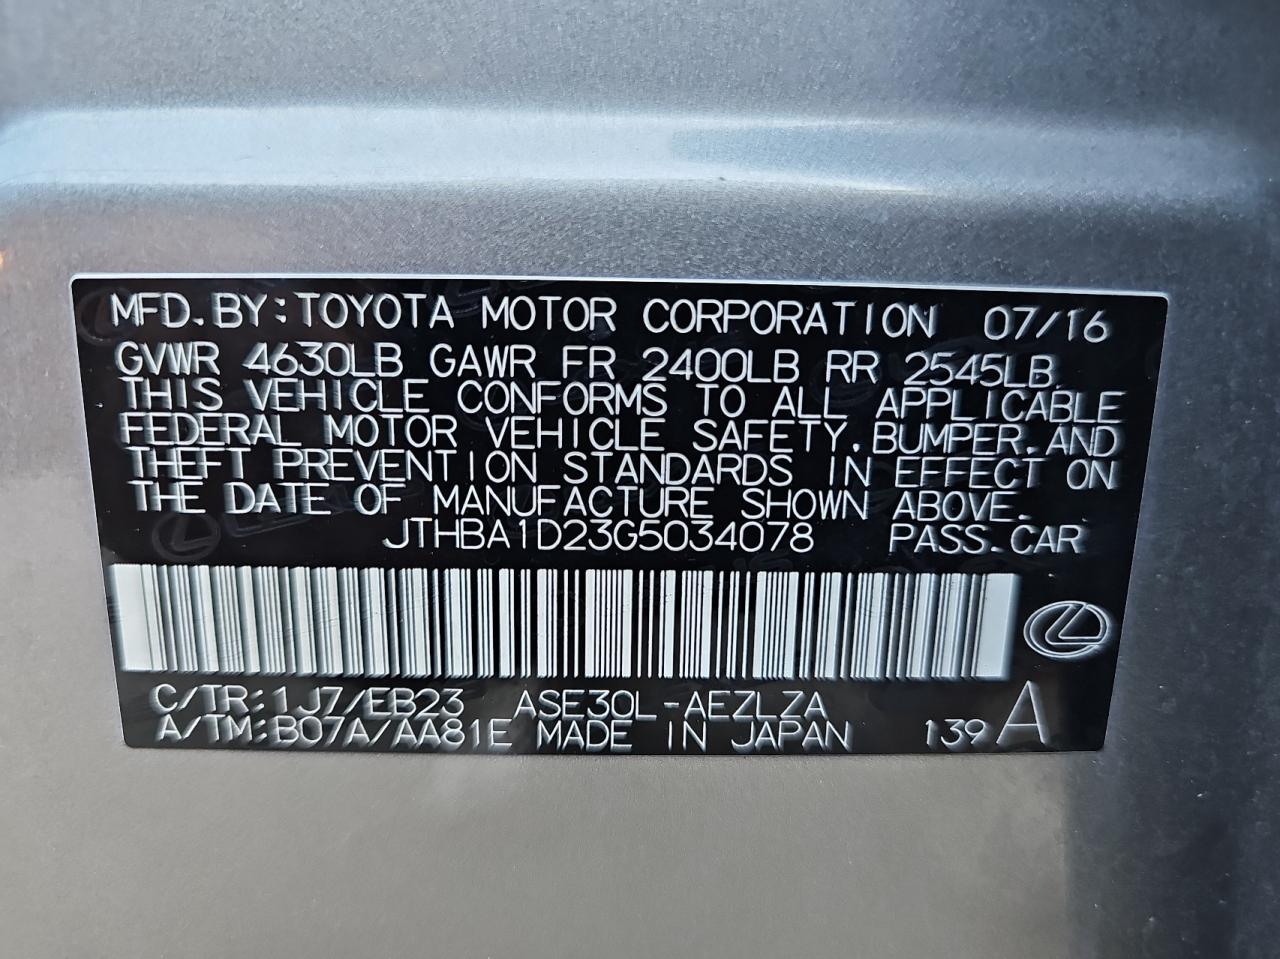 MFD.BY:TOYOTA MOTOR CORPORATION 07/16
GVWR 4630LB GAWR FR 2400LB RR 2545LB
THIS VEHICLE CONFORMS TO ALL APPLICABLE
FEDERAL MOTOR VEHICLE SAFETY,BUMPER,AND
THEFT PREVENTION STANDARDS IN EFFECT ON
THE DATE OF MANUFACTURE SHOWN ABOVE.
JTHBA1D23G5034078 PASS.CAR
C/TR:1J7/EB23 ASE30L-AEZLZA
A/TM:B07A/AA81E MADE IN JAPAN 139 A